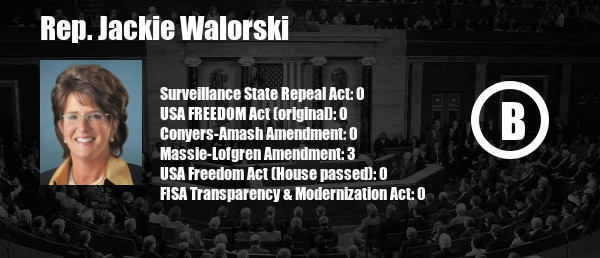 Rep. Jackie Walorski
Surveillance State Repeal Act: 0
USA FREEDOM Act (original): 0
Conyers-Amash Amendment: 0
Massie-Lofgren Amendment: 3
USA Freedom Act (House passed): 0
FISA Transparency & Modernization Act: 0
B